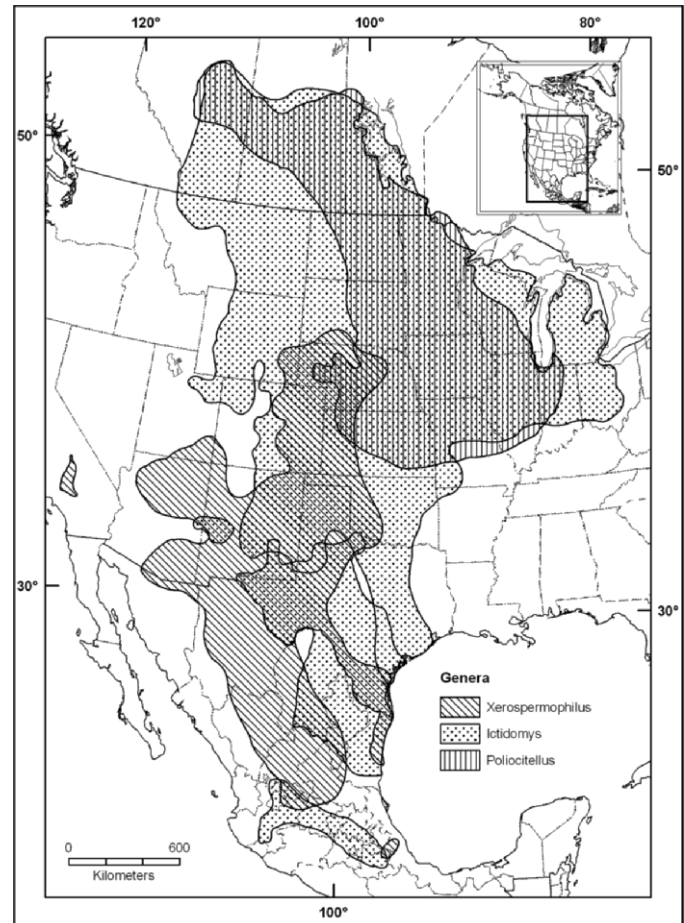 120° 100° 80°
50°
50°
30°
30°
Genera
Xerospermophilus
Ictidomys
Poliocitellus
0 600
Kilometers
100°